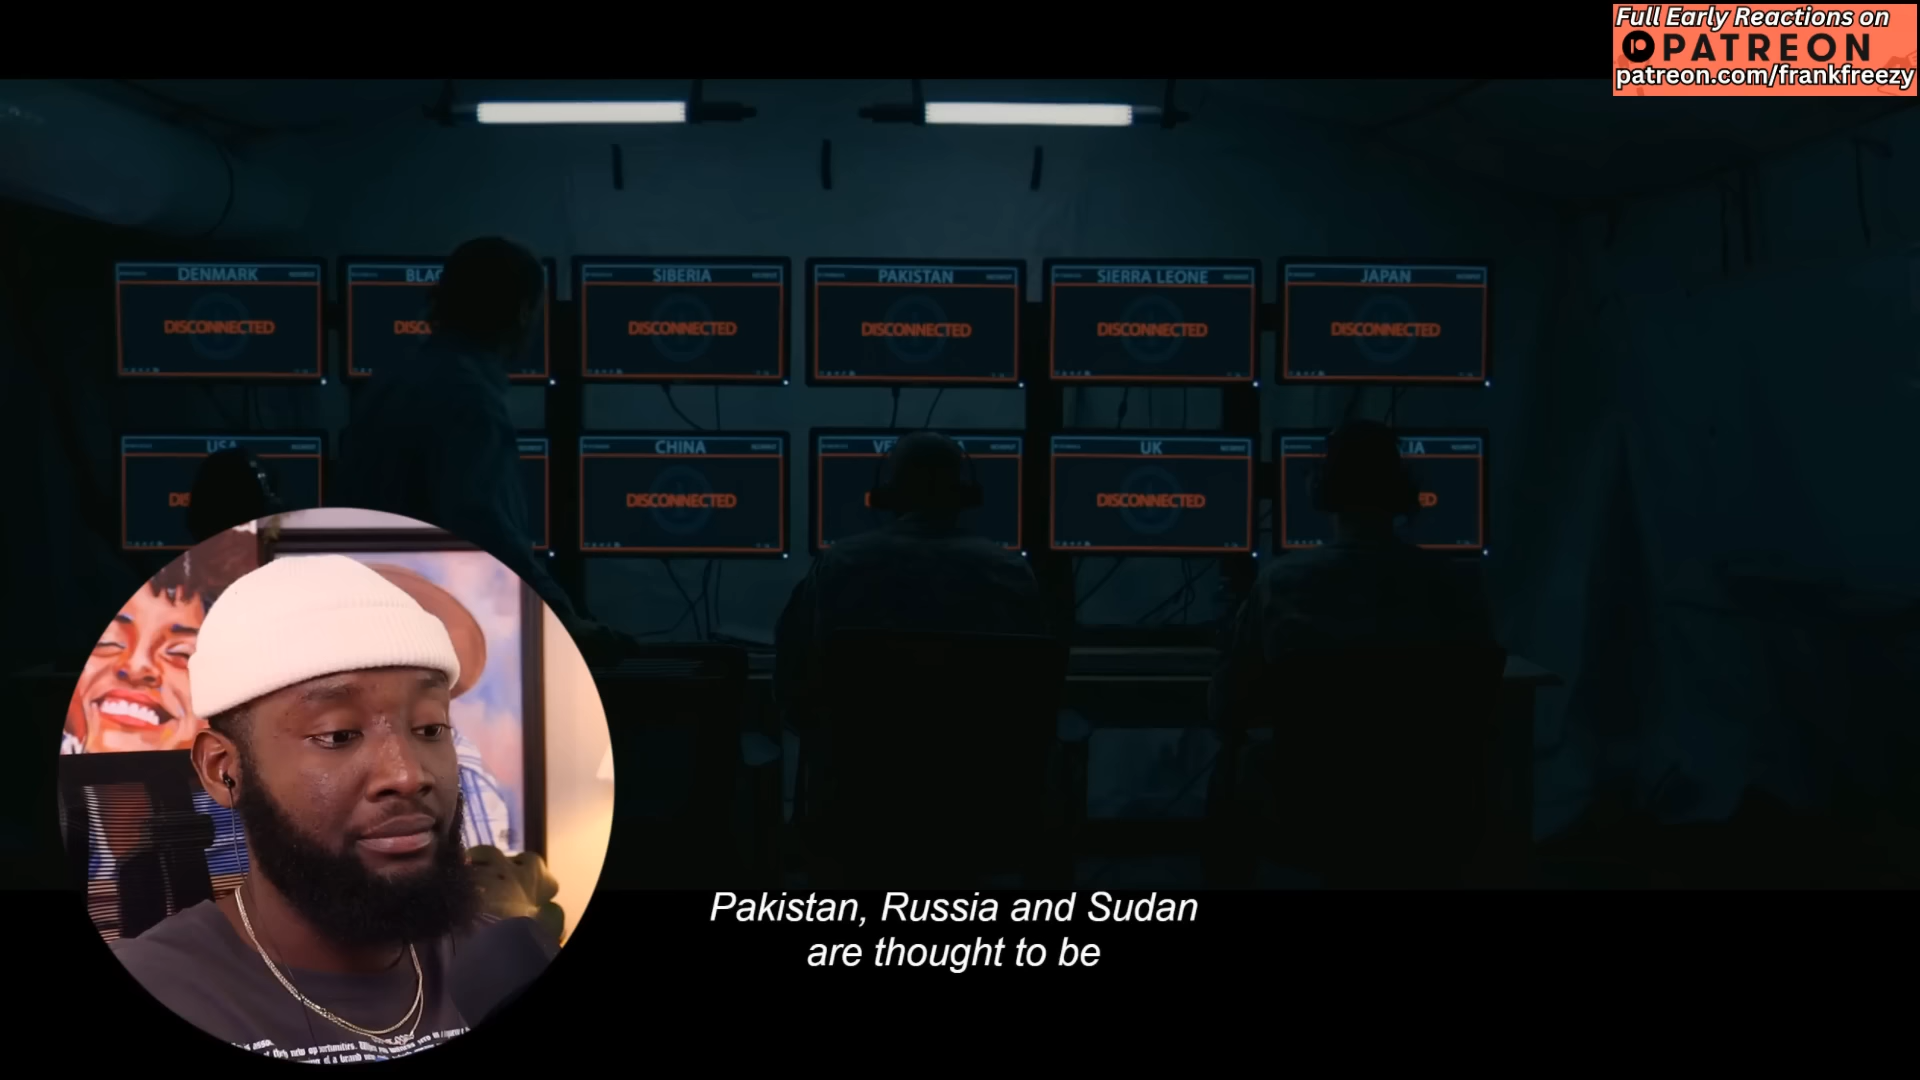 Full Early Reactions on
PATREON
patreon.com/frankfreezy
DENMARK
SIBERIA
PAKISTAN
SIERRA LEONE
JAPAN
DISCONNECTED
DISCONNECTED
DISCONNECTED
DISCONNECTED
DISCONNECTED
USA
CHINA
UK
DISCONNECTED
DISCONNECTED
Pakistan, Russia and Sudan
are thought to be